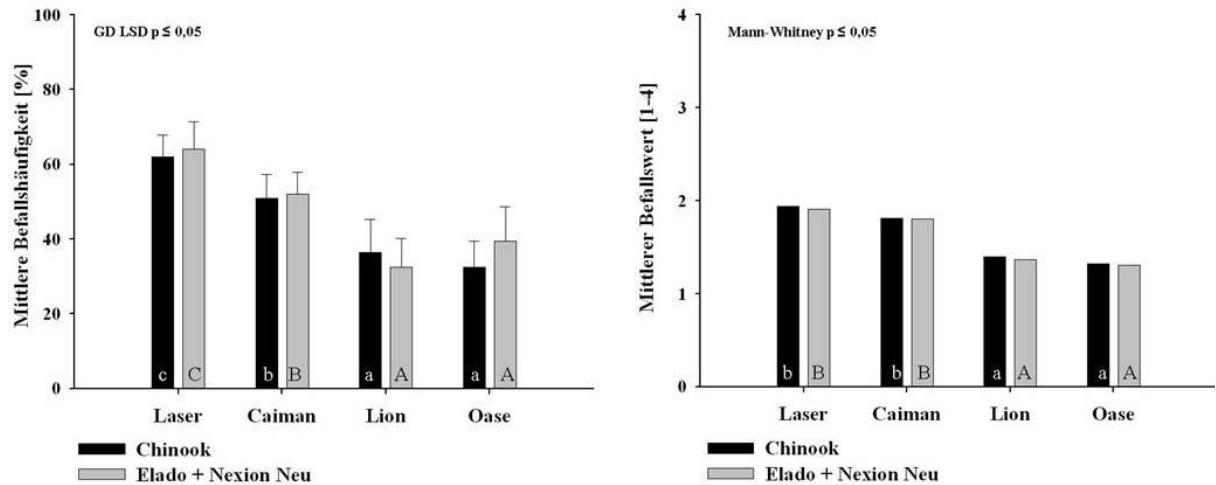 GD LSD p ≤ 0,05
Mittlere Befallshäufigkeit [%]
100
80
60
40
20
0
c C b B a A a A
Laser Caiman Lion Oase
Chinook
Elado + Nexion Neu
Mann-Whitney p ≤ 0,05
Mittlerer Befallswert [1-4]
4
3
2
1
0
b B b B a A a A
Laser Caiman Lion Oase
Chinook
Elado + Nexion Neu